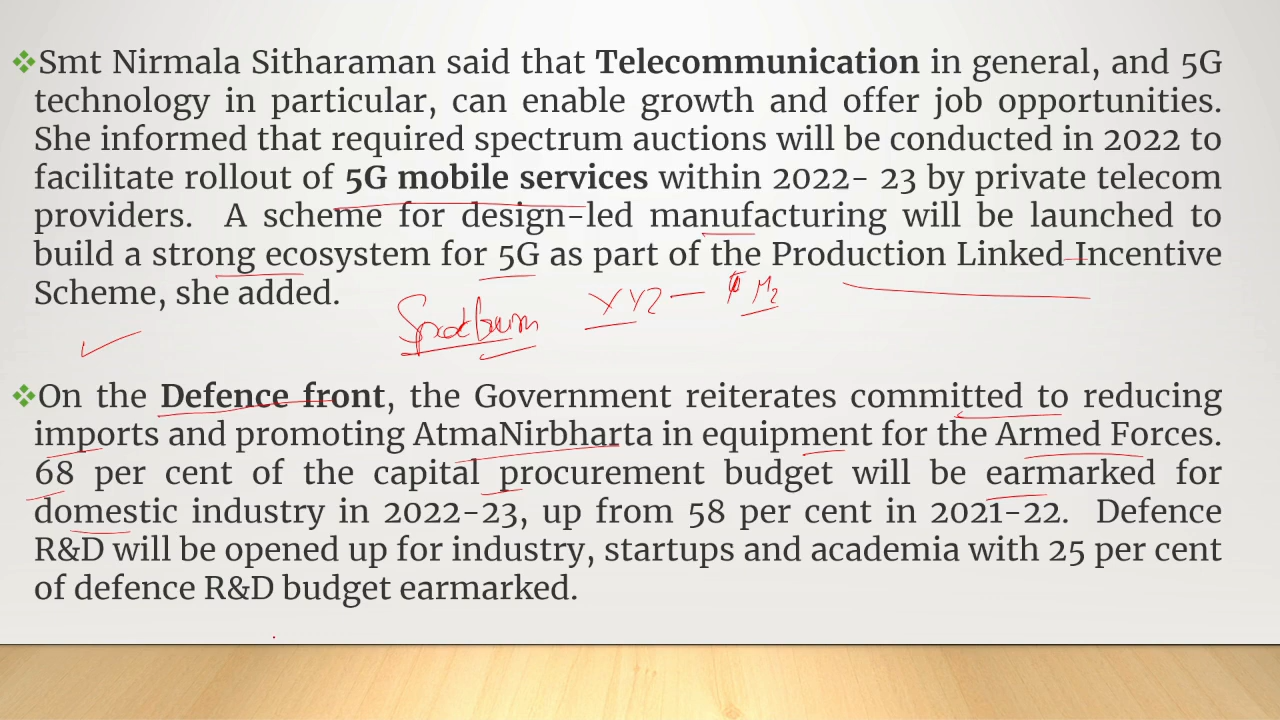 ❖Smt Nirmala Sitharaman said that Telecommunication in general, and 5G
technology in particular, can enable growth and offer job opportunities.
She informed that required spectrum auctions will be conducted in 2022 to
facilitate rollout of 5G mobile services within 2022- 23 by private telecom
providers. A scheme for design-led manufacturing will be launched to
build a strong ecosystem for 5G as part of the Production Linked Incentive
Scheme, she added.
Spectrum XYZ —
❖On the Defence front, the Government reiterates committed to reducing
imports and promoting AtmaNirbharta in equipment for the Armed Forces.
68 per cent of the capital procurement budget will be earmarked for
domestic industry in 2022-23, up from 58 per cent in 2021-22. Defence
R&D will be opened up for industry, startups and academia with 25 per cent
of defence R&D budget earmarked.